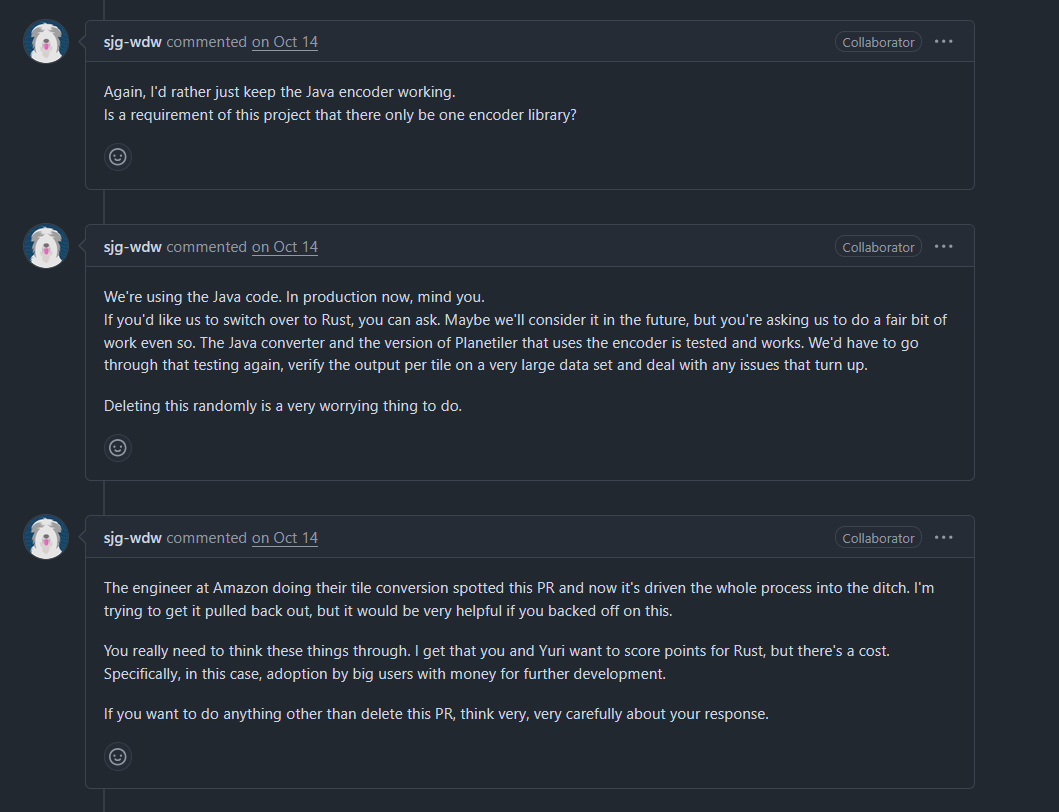 sjg-wdw commented on Oct 14
Collaborator
Again, I'd rather just keep the Java encoder working.
Is a requirement of this project that there only be one encoder library?
sjg-wdw commented on Oct 14
Collaborator
We're using the Java code. In production now, mind you.
If you'd like us to switch over to Rust, you can ask. Maybe we'll consider it in the future, but you're asking us to do a fair bit of
work even so. The Java converter and the version of Planetiler that uses the encoder is tested and works. We'd have to go
through that testing again, verify the output per tile on a very large data set and deal with any issues that turn up.
Deleting this randomly is a very worrying thing to do.
sjg-wdw commented on Oct 14
Collaborator
The engineer at Amazon doing their tile conversion spotted this PR and now it's driven the whole process into the ditch. I'm
trying to get it pulled back out, but it would be very helpful if you backed off on this.
You really need to think these things through. I get that you and Yuri want to score points for Rust, but there's a cost.
Specifically, in this case, adoption by big users with money for further development.
If you want to do anything other than delete this PR, think very, very carefully about your response.